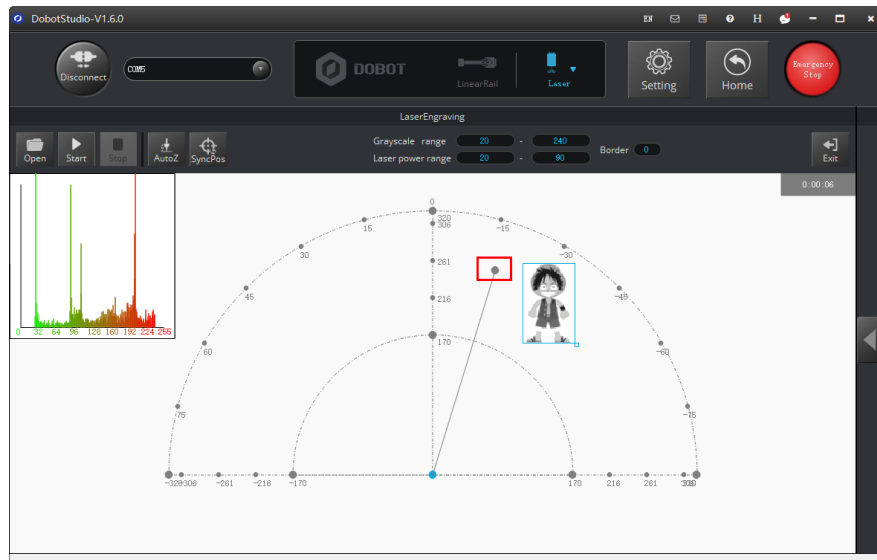 DobotStudio-V1.6.0
EN
H
Disconnect
COM5
DOBOT
LinearRail
Laser
Setting
Home
Emergency
Stop
LaserEngraving
Open
Start
Stop
AutoZ
SyncPos
Grayscale range 20 - 240
Laser power range 20 - 90
Border 0
Exit
0:00:06
0 32 64 96 128 160 192 224 255
0
320
306
15
-15
30
-30
261
45
-45
216
170
60
-60
75
-75
-320 306 -261 -216 -170 170 216 261